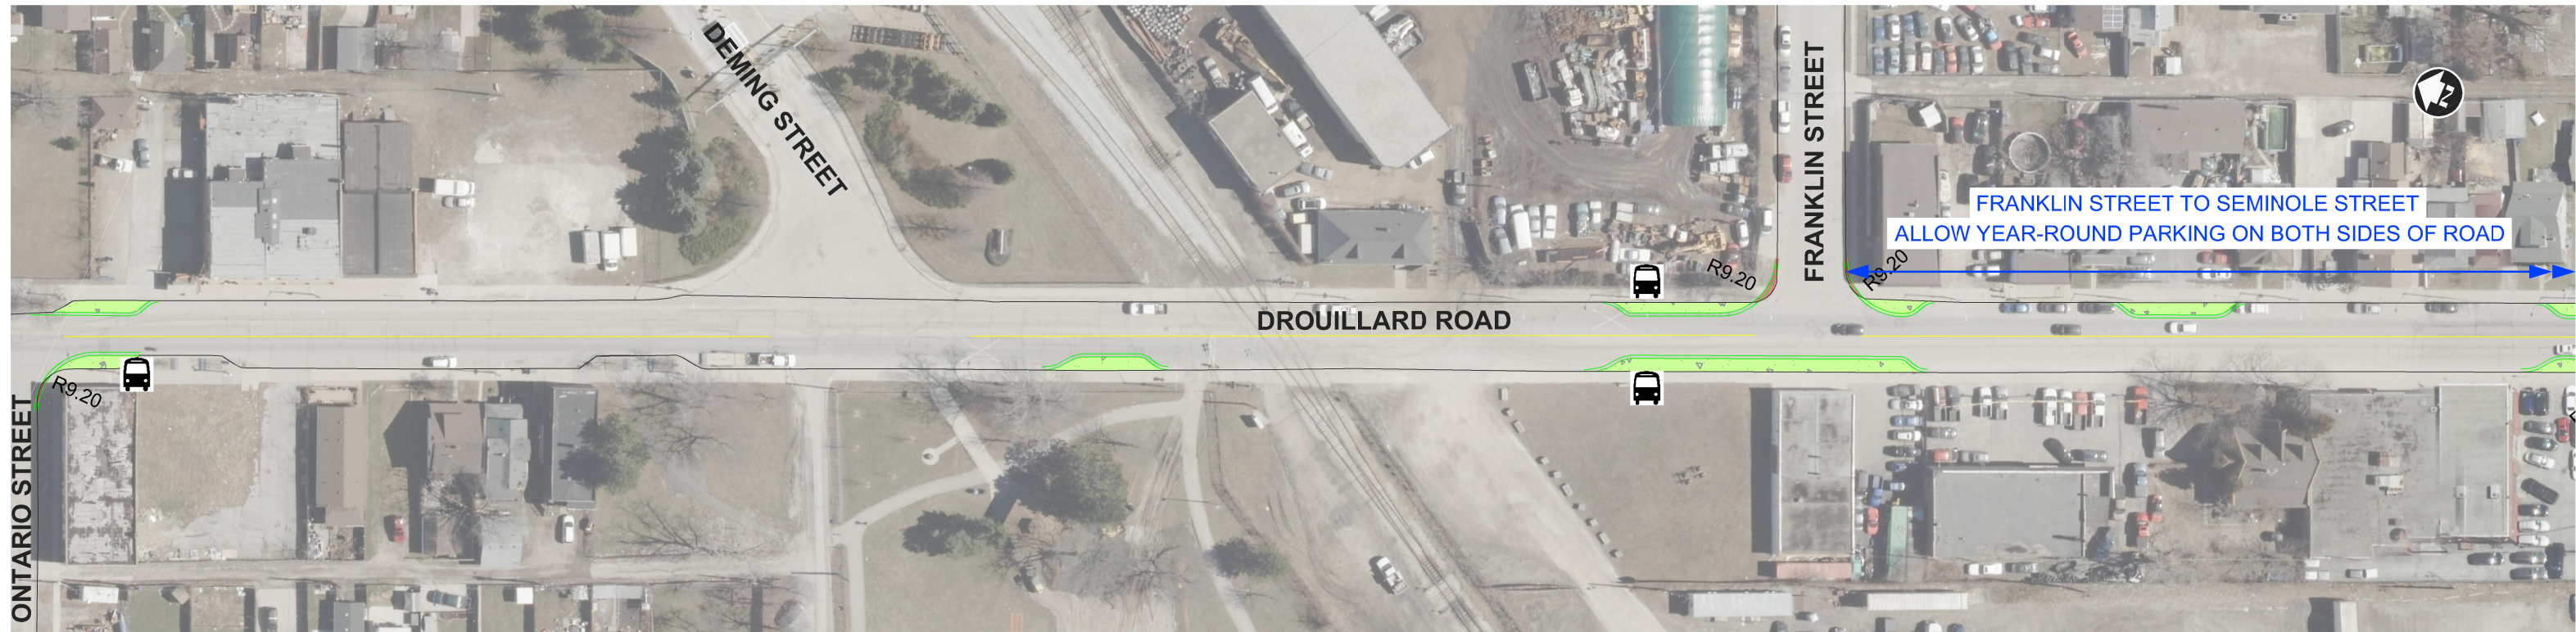 DEMING STREET
FRANKLIN STREET
N
FRANKLIN STREET TO SEMINOLE STREET
ALLOW YEAR-ROUND PARKING ON BOTH SIDES OF ROAD
R9.20
R9.20
DROUILLARD ROAD
R9.20
ONTARIO STREET